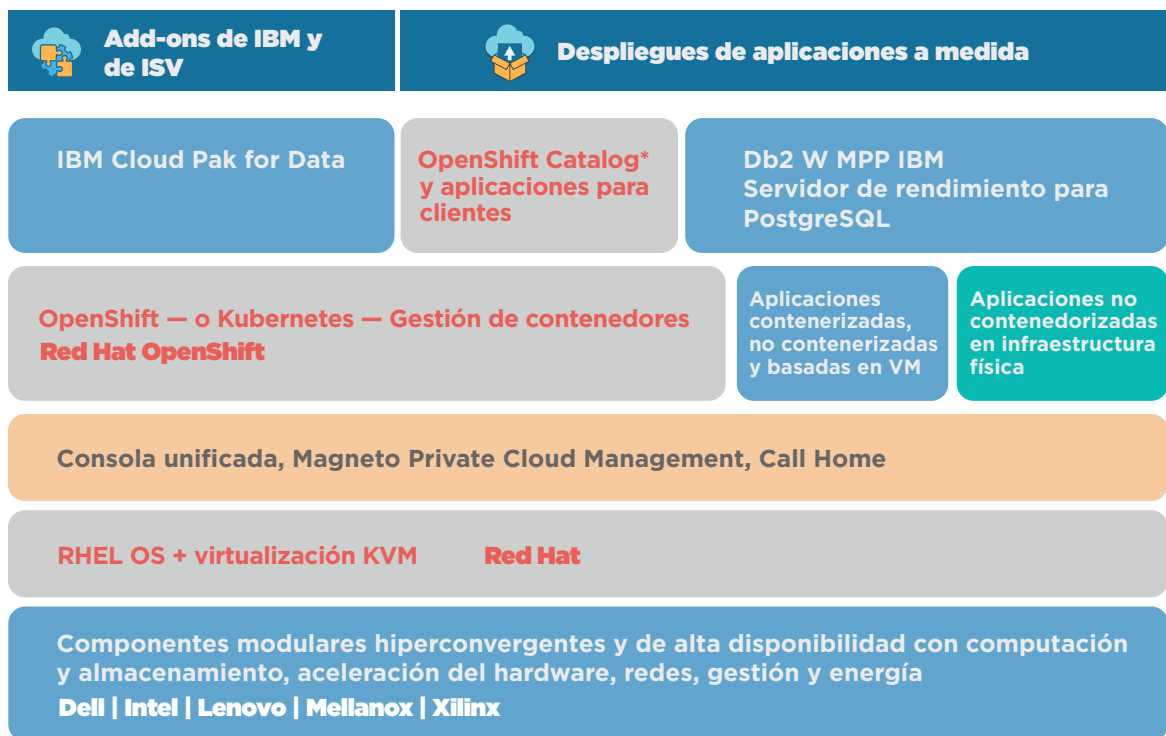 Add-ons de IBM y
de ISV
Despliegues de aplicaciones a medida
IBM Cloud Pak for Data
OpenShift Catalog*
y aplicaciones para
clientes
Db2 W MPP IBM
Servidor de rendimiento para
PostgreSQL
OpenShift — o Kubernetes — Gestión de contenedores
Red Hat OpenShift
Aplicaciones
contenerizadas,
no contenerizadas
y basadas en VM
Aplicaciones no
contenedorizadas
en infraestructura
física
Consola unificada, Magneto Private Cloud Management, Call Home
RHEL OS + virtualización KVM Red Hat
Componentes modulares hiperconvergentes y de alta disponibilidad con computación
y almacenamiento, aceleración del hardware, redes, gestión y energía
Dell | Intel | Lenovo | Mellanox | Xilinx